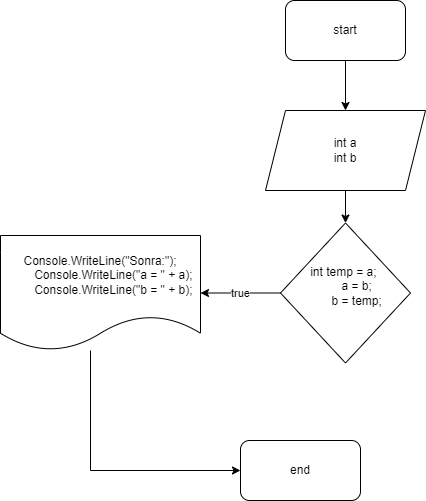 start
int a
int b
int temp = a;
a = b;
b = temp;
true
Console.WriteLine("Sonra:");
Console.WriteLine("a = " + a);
Console.WriteLine("b = " + b);
end